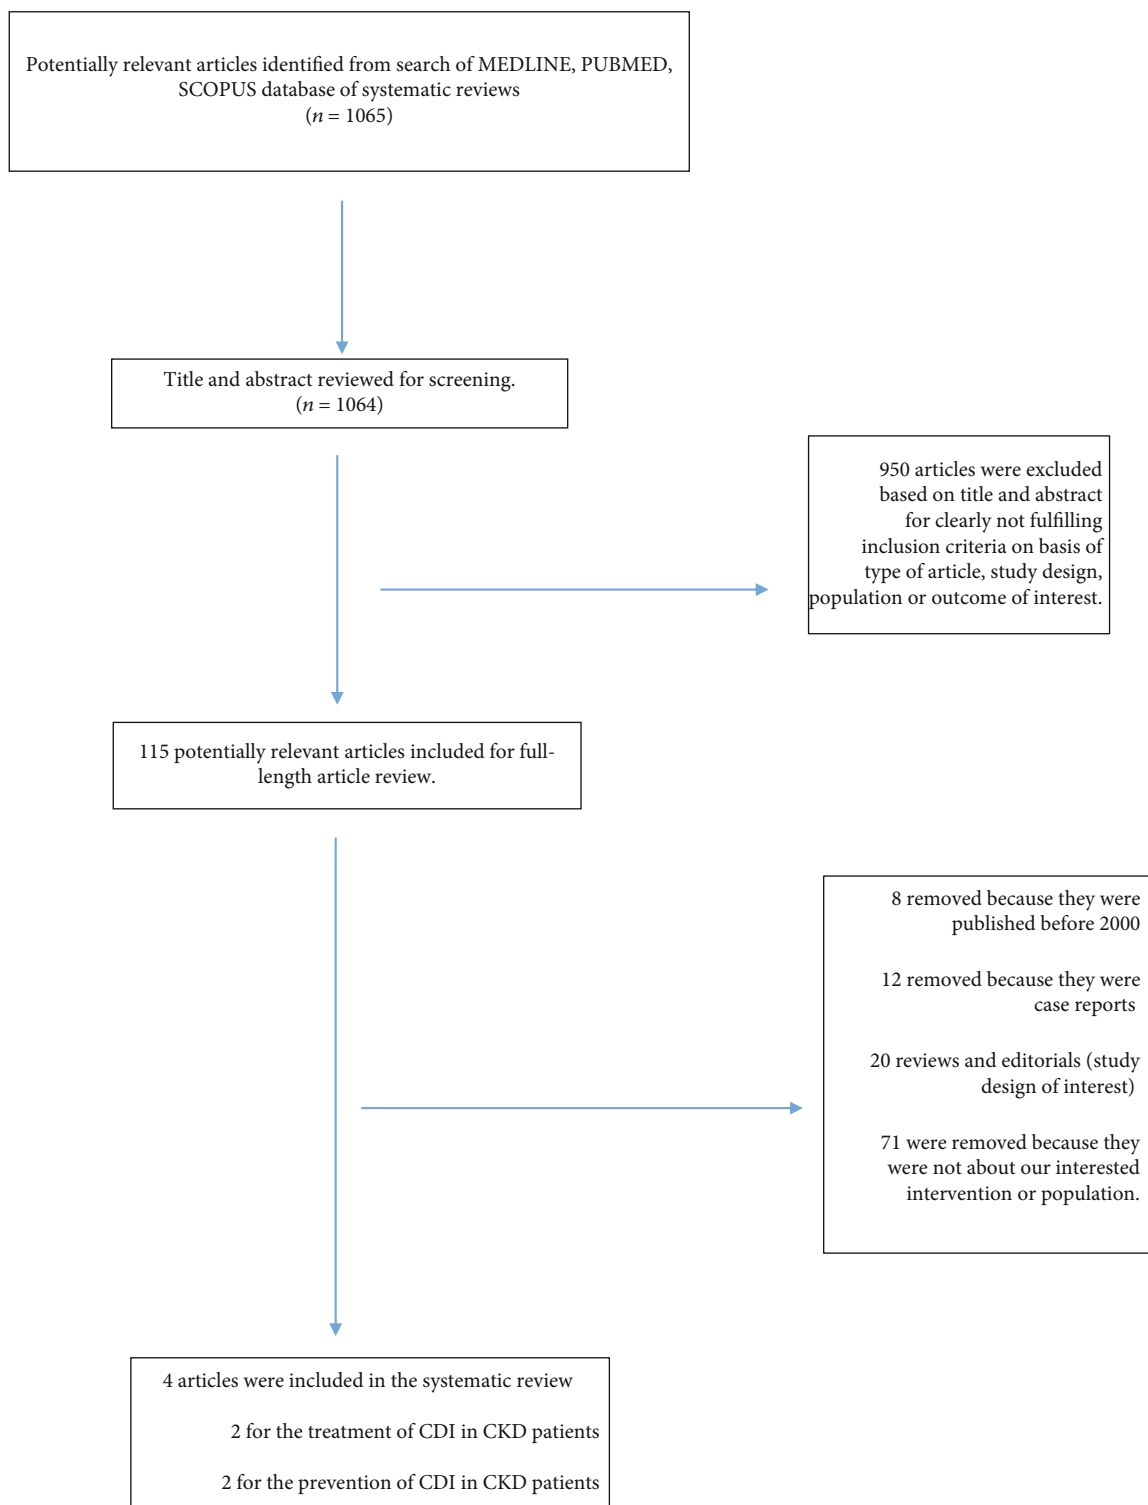 Potentially relevant articles identified from search of MEDLINE, PUBMED,
SCOPUS database of systematic reviews
(n = 1065)
Title and abstract reviewed for screening.
(n = 1064)
950 articles were excluded
based on title and abstract
for clearly not fulfilling
inclusion criteria on basis of
type of article, study design,
population or outcome of interest.
115 potentially relevant articles included for full-
length article review.
8 removed because they were
published before 2000
12 removed because they were
case reports
20 reviews and editorials (study
design of interest)
71 were removed because they
were not about our interested
intervention or population.
4 articles were included in the systematic review
2 for the treatment of CDI in CKD patients
2 for the prevention of CDI in CKD patients